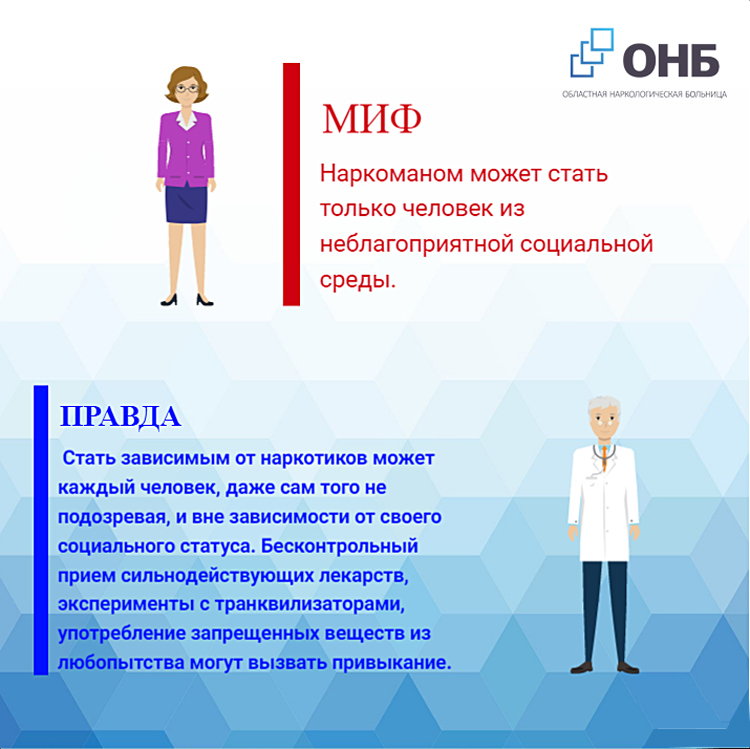 ОНБ
ОБЛАСТНАЯ НАРКОЛОГИЧЕСКАЯ БОЛЬНИЦА
МИФ
Наркоманом может стать
только человек из
неблагоприятной социальной
среды.
ПРАВДА
Стать зависимым от наркотиков может
каждый человек, даже сам того не
подозревая, и вне зависимости от своего
социального статуса. Бесконтрольный
прием сильнодействующих лекарств,
эксперименты с транквилизаторами,
употребление запрещенных веществ из
любопытства могут вызвать привыкание.